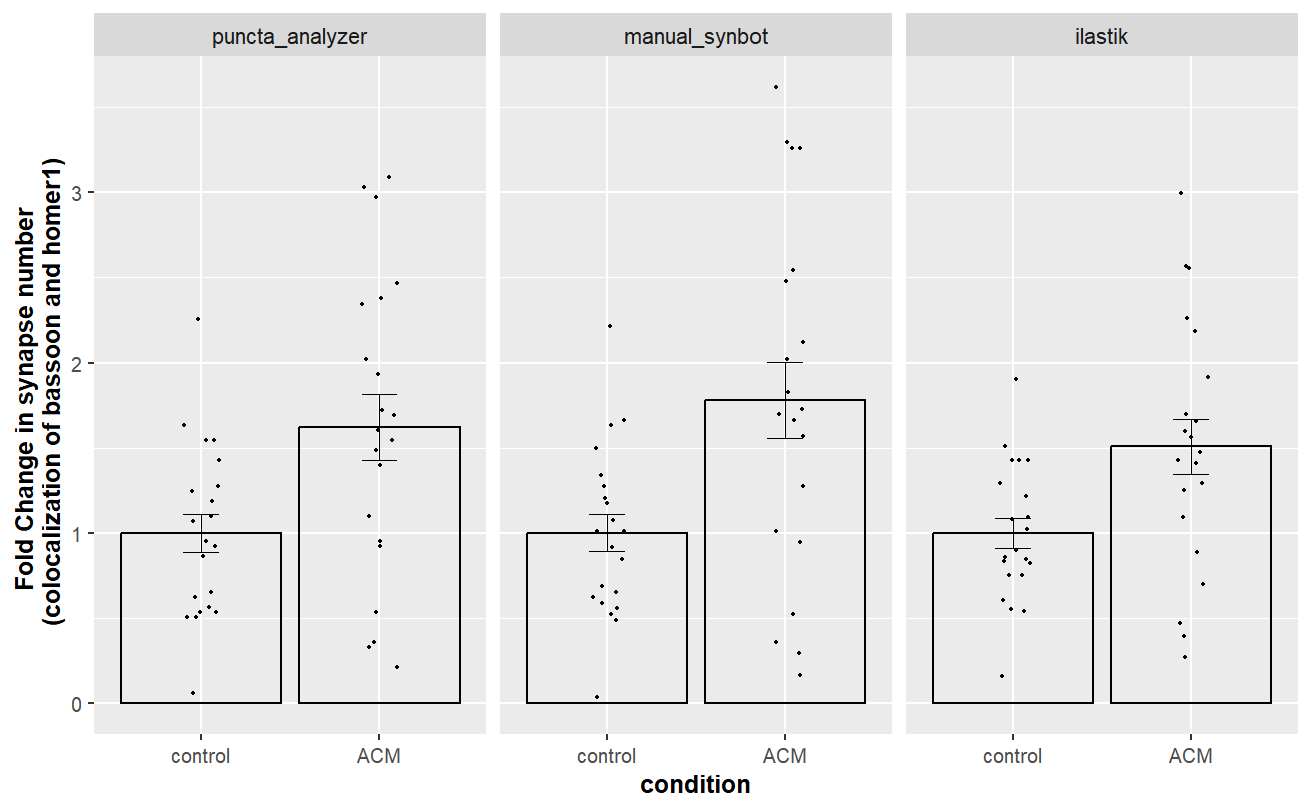 puncta_analyzer
manual_synbot
ilastik
Fold Change in synapse number
(colocalization of bassoon and homer1)
3
2
1
0
control
ACM
control
ACM
control
ACM
condition